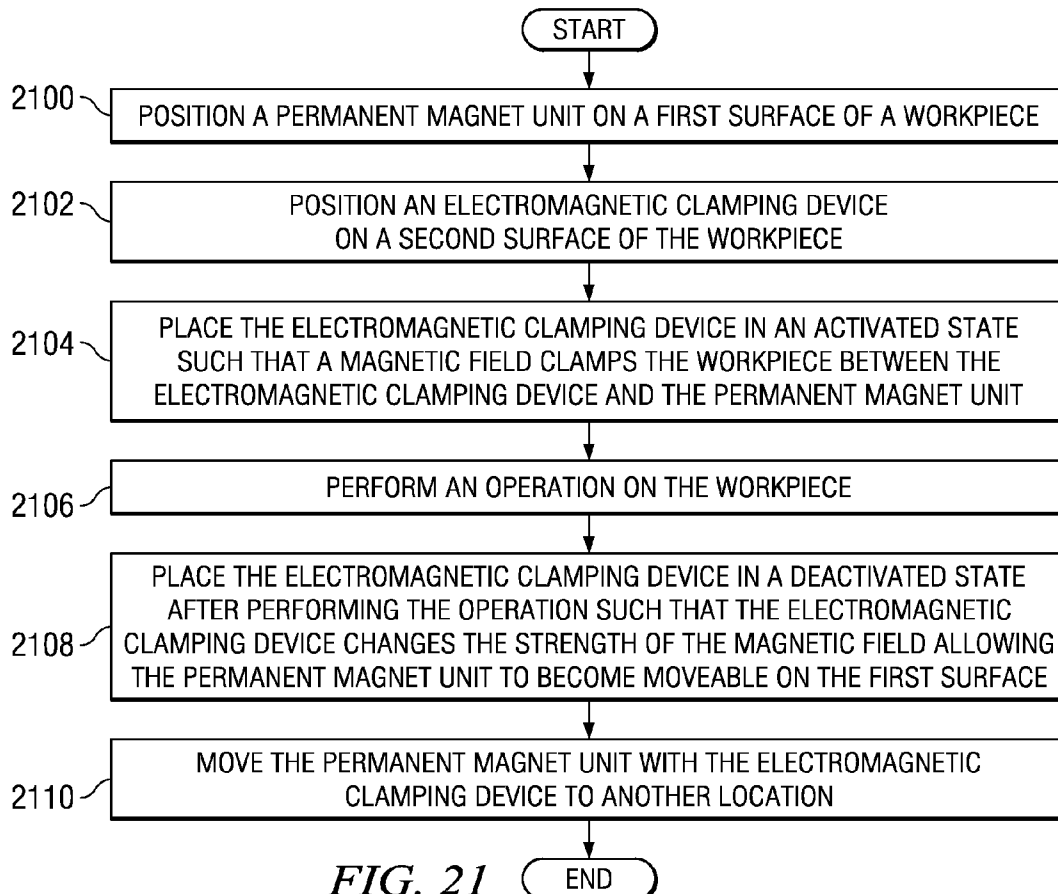 START
2100
POSITION A PERMANENT MAGNET UNIT ON A FIRST SURFACE OF A WORKPIECE
2102
POSITION AN ELECTROMAGNETIC CLAMPING DEVICE
ON A SECOND SURFACE OF THE WORKPIECE
2104
PLACE THE ELECTROMAGNETIC CLAMPING DEVICE IN AN ACTIVATED STATE
SUCH THAT A MAGNETIC FIELD CLAMPS THE WORKPIECE BETWEEN THE
ELECTROMAGNETIC CLAMPING DEVICE AND THE PERMANENT MAGNET UNIT
2106
PERFORM AN OPERATION ON THE WORKPIECE
2108
PLACE THE ELECTROMAGNETIC CLAMPING DEVICE IN A DEACTIVATED STATE
AFTER PERFORMING THE OPERATION SUCH THAT THE ELECTROMAGNETIC
CLAMPING DEVICE CHANGES THE STRENGTH OF THE MAGNETIC FIELD ALLOWING
THE PERMANENT MAGNET UNIT TO BECOME MOVEABLE ON THE FIRST SURFACE
2110
MOVE THE PERMANENT MAGNET UNIT WITH THE ELECTROMAGNETIC
CLAMPING DEVICE TO ANOTHER LOCATION
FIG. 21
END